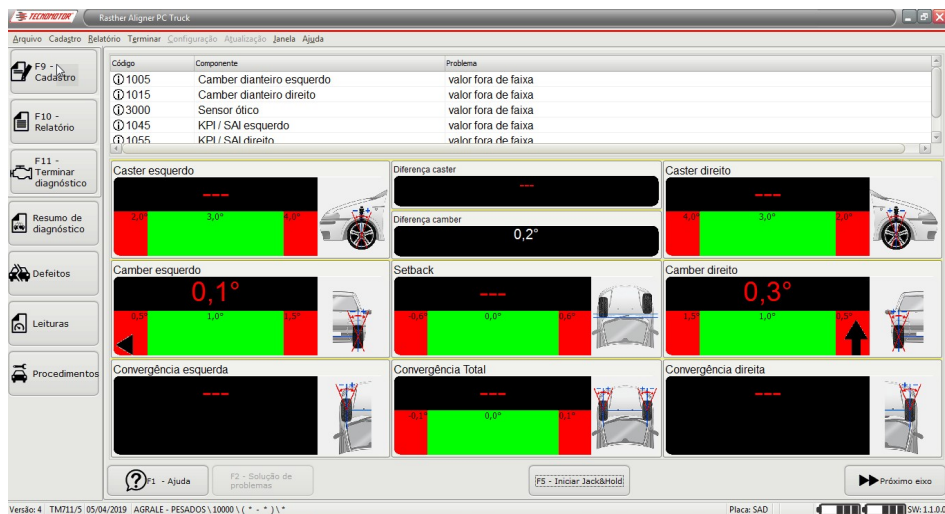 TECNOMOTOR Rasther Aligner PC Truck
Arquivo Cadastro Relatório Terminar Configuração Atualização Janela Ajuda
F9 - Cadastro
F10 - Relatório
F11 - Terminar diagnóstico
Resumo de diagnóstico
Defeitos
Leituras
Procedimentos
Código Componente Problema
1005 Camber dianteiro esquerdo valor fora de faixa
1015 Camber dianteiro direito valor fora de faixa
3000 Sensor ótico valor fora de faixa
1045 KPI / SAI esquerdo valor fora de faixa
1055 KPI / SAI direito valor fora de faixa
Caster esquerdo
---
2,0° 3,0° 4,0°
Diferença caster
---
Diferença camber
0,2°
Caster direito
---
4,0° 3,0° 2,0°
Camber esquerdo
0,1°
0,5° 1,0° 1,5°
Setback
---
-0,6° 0,0° 0,6°
Camber direito
0,3°
1,5° 1,0° 0,5°
Convergência esquerda
---
Convergência Total
---
-0,1° 0,0° 0,1°
Convergência direita
---
F1 - Ajuda
F2 - Solução de problemas
F5 - Iniciar Jack&Hold
Próximo eixo
Versão: 4 TM711/5 05/04/2019 AGRALE - PESADOS \ 10000 \ ( * - * ) \ * Placa: SAD SW: 1.1.0.0